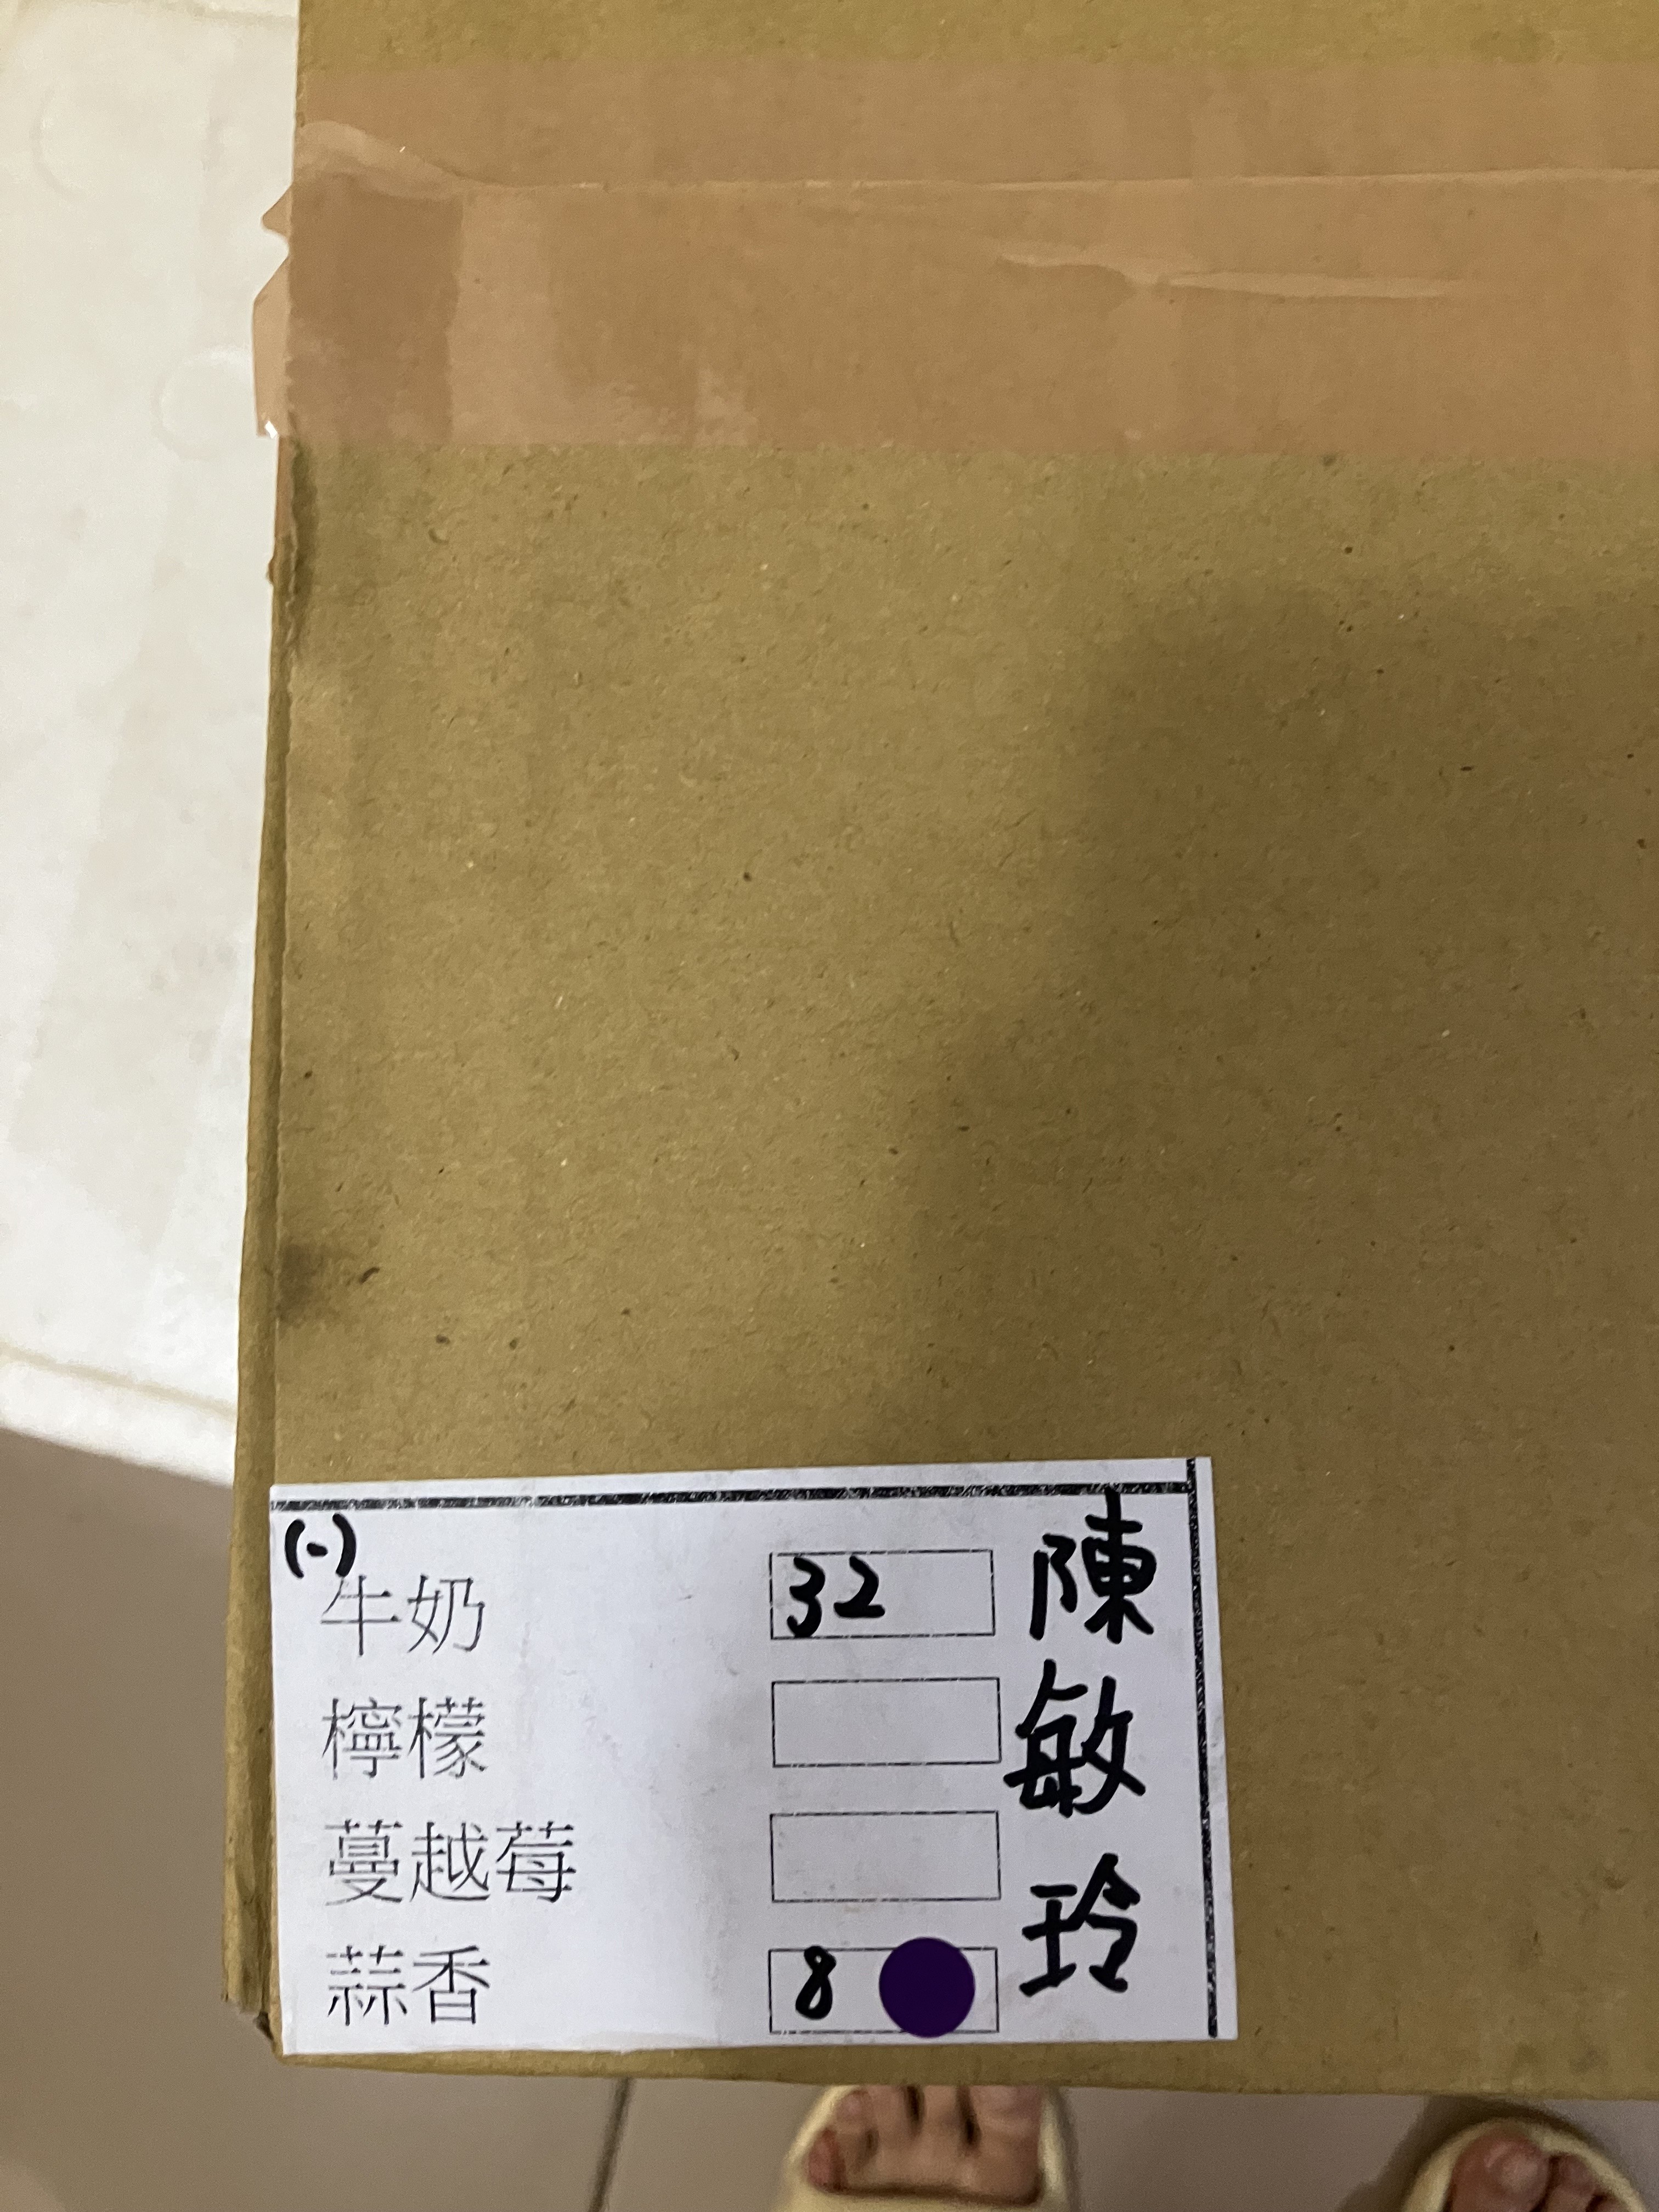 (-)
牛奶 32
檸檬
蔓越莓
蒜香 8
陳敏玲